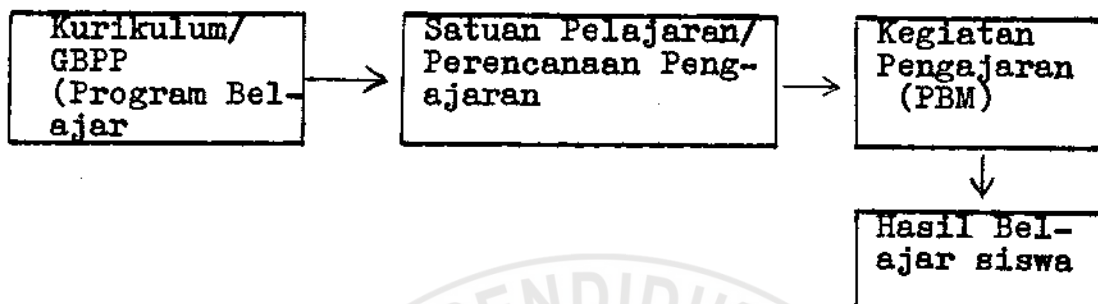 Kurikulum/
GBPP
(Program Bel-
ajar
Satuan Pelajaran/
Perencanaan Peng-
ajaran
Kegiatan
Pengajaran
(PBM)
Hasil Bel-
ajar siswa